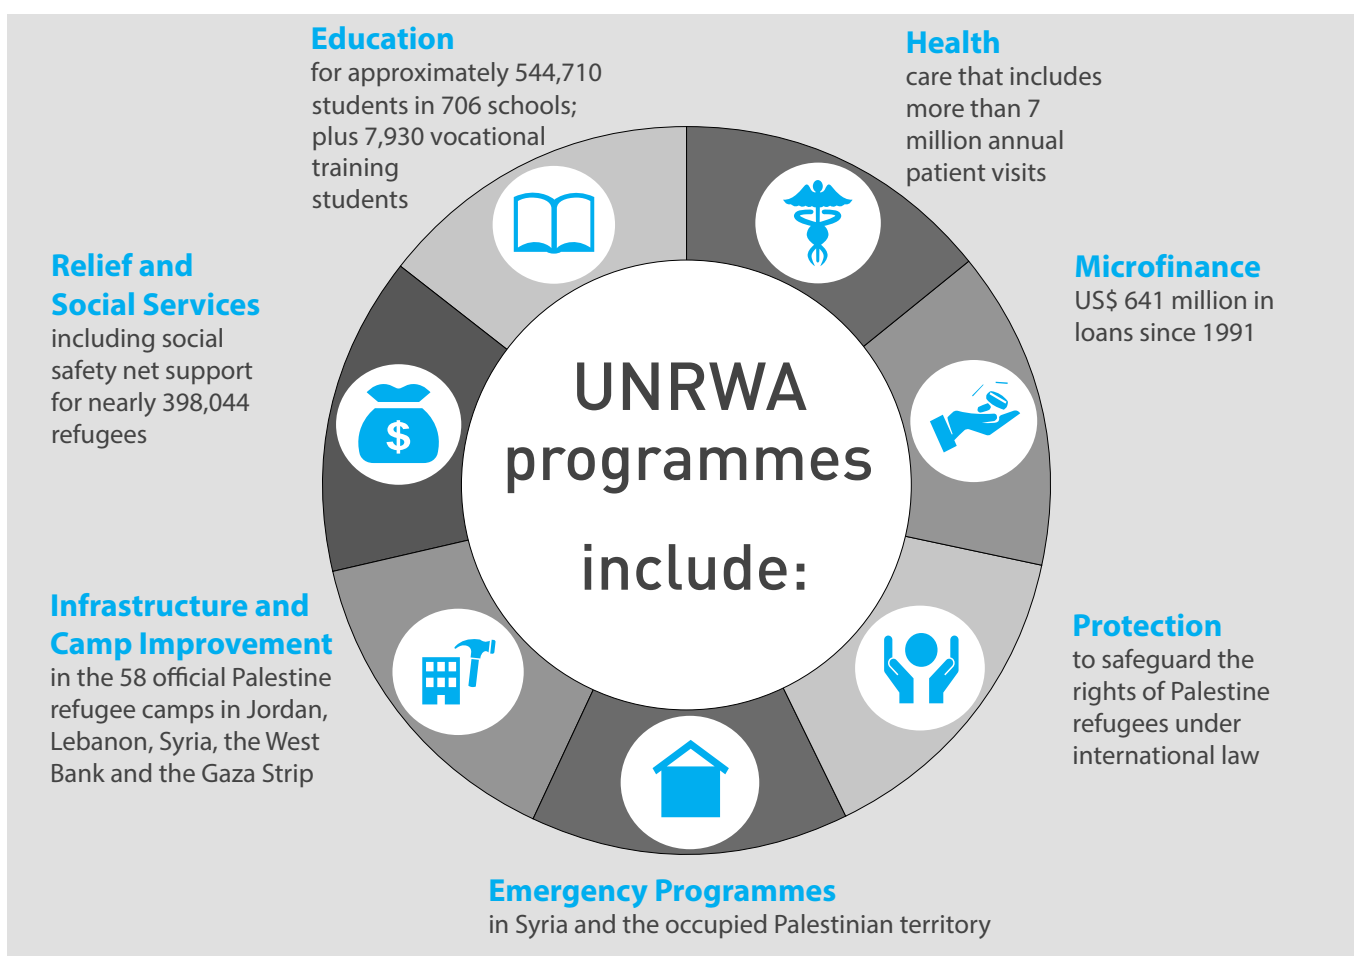 Education
for approximately 544,710
students in 706 schools;
plus 7,930 vocational
training
students
Health
care that includes
more than 7
million annual
patient visits
Microfinance
US$ 641 million in
loans since 1991
Protection
to safeguard the
rights of Palestine
refugees under
international law
Emergency Programmes
in Syria and the occupied Palestinian territory
Infrastructure and
Camp Improvement
in the 58 official Palestine
refugee camps in Jordan,
Lebanon, Syria, the West
Bank and the Gaza Strip
Relief and
Social Services
including social
safety net support
for nearly 398,044
refugees
$
UNRWA
programmes
include: